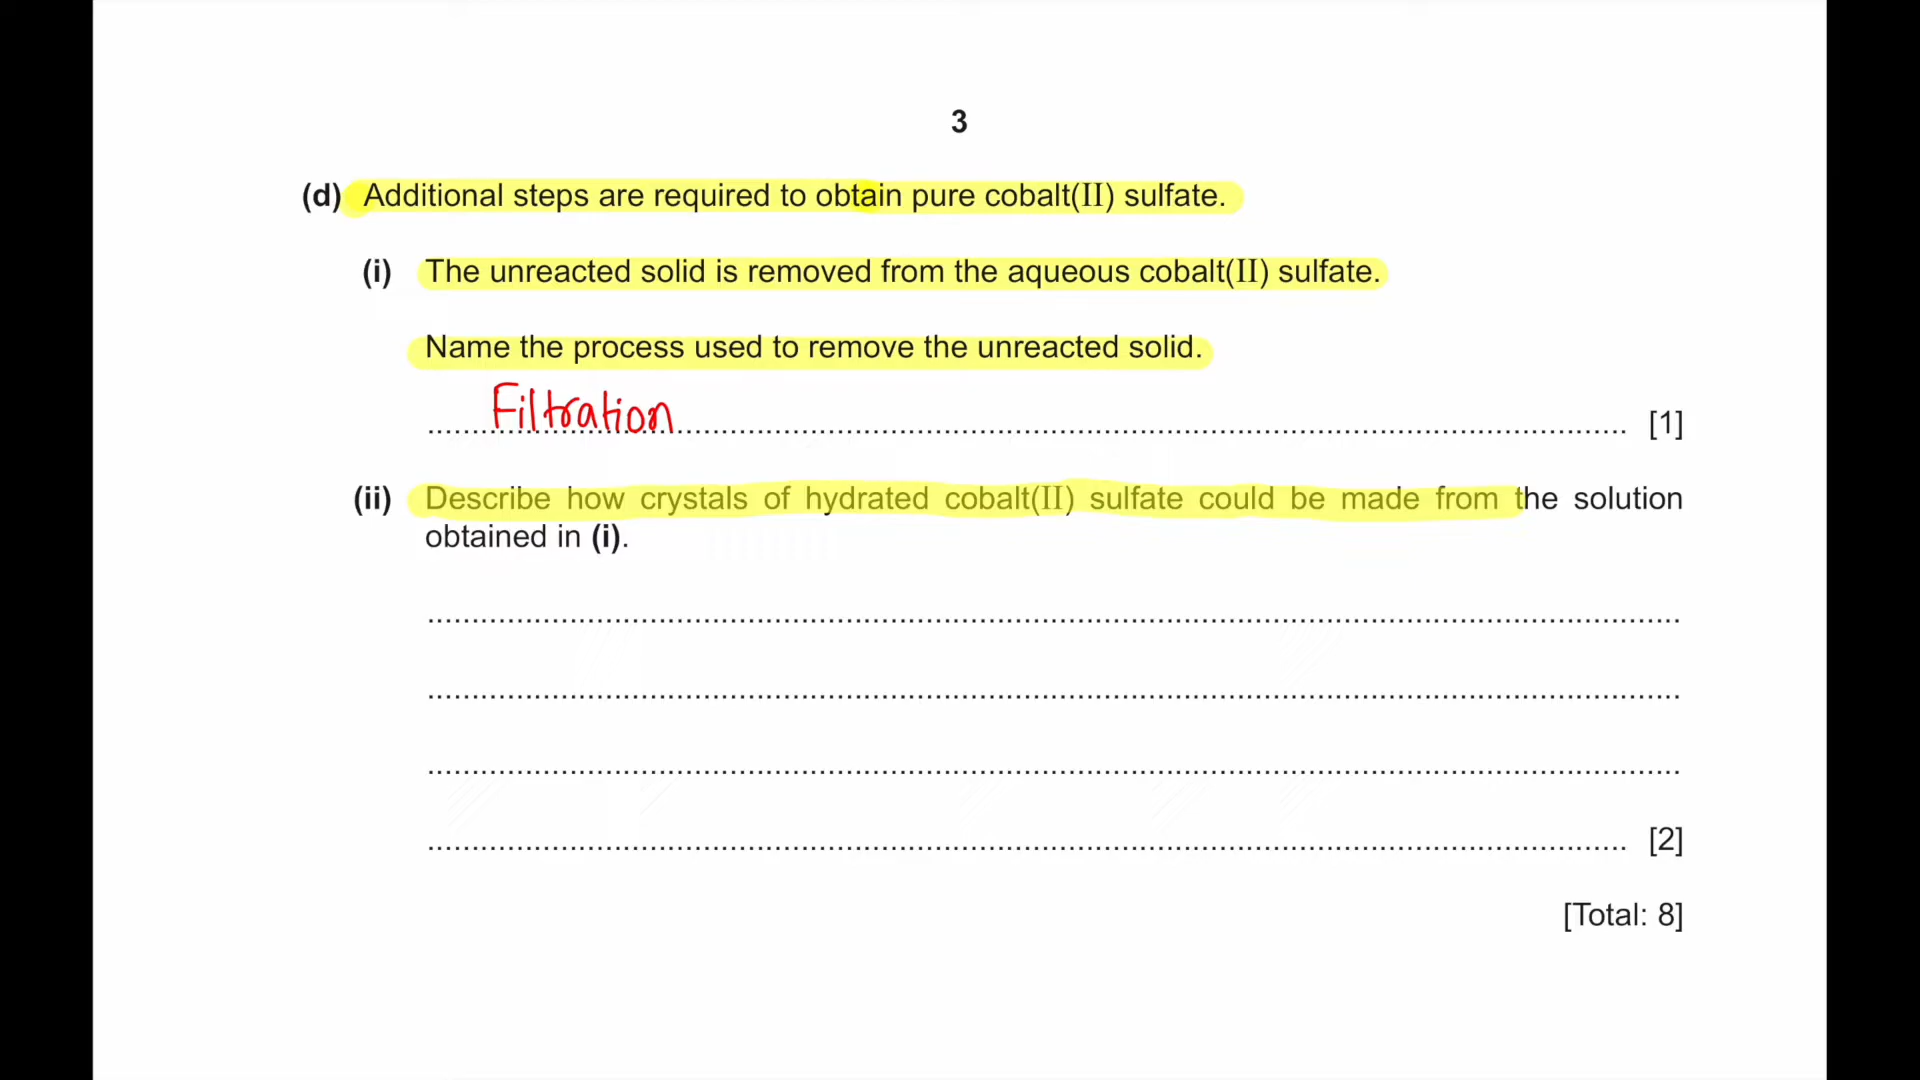 3
(d) Additional steps are required to obtain pure cobalt(II) sulfate.
(i) The unreacted solid is removed from the aqueous cobalt(II) sulfate.
Name the process used to remove the unreacted solid.
Filtration [1]
(ii) Describe how crystals of hydrated cobalt(II) sulfate could be made from the solution
obtained in (i).
[2]
[Total: 8]